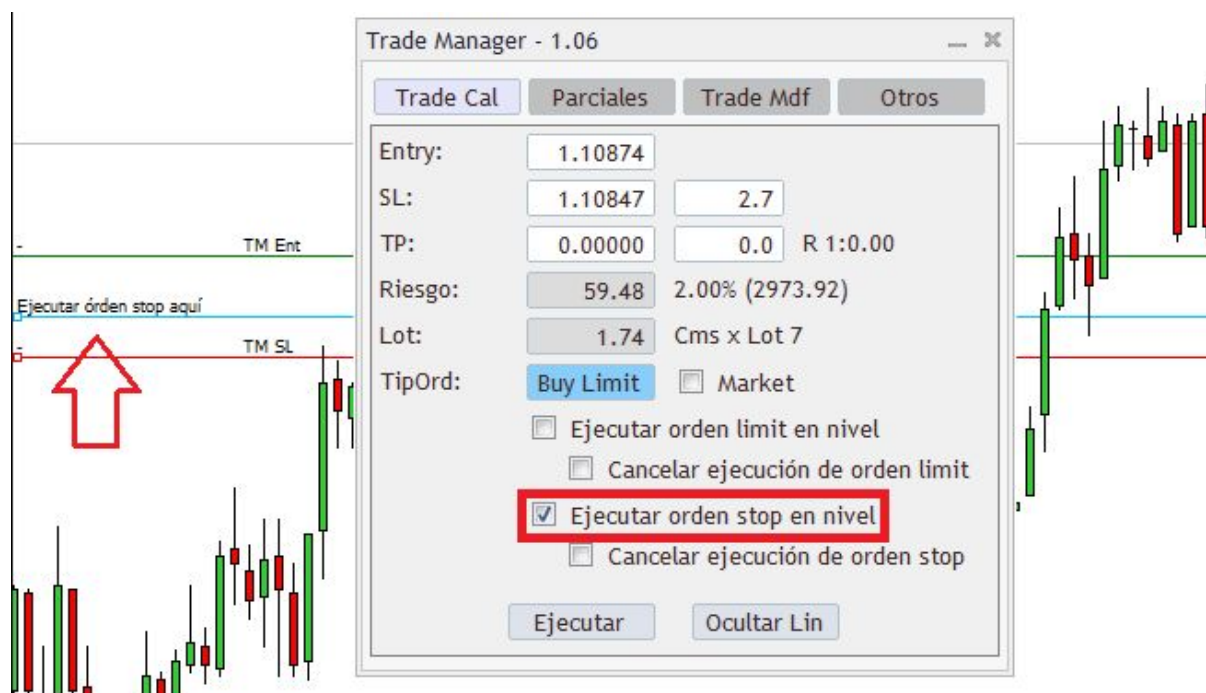 Trade Manager - 1.06
Trade Cal Parciales Trade Mdf Otros
Entry: 1.10874
SL: 1.10847 2.7
TP: 0.00000 0.0 R 1:0.00
Riesgo: 59.48 2.00% (2973.92)
Lot: 1.74 Cms x Lot 7
TipOrd: Buy Limit Market
Ejecutar orden limit en nivel
Cancelar ejecución de orden limit
Ejecutar orden stop en nivel
Cancelar ejecución de orden stop
Ejecutar Ocultar Lin
- TM Ent
Ejecutar órden stop aquí
- TM SL